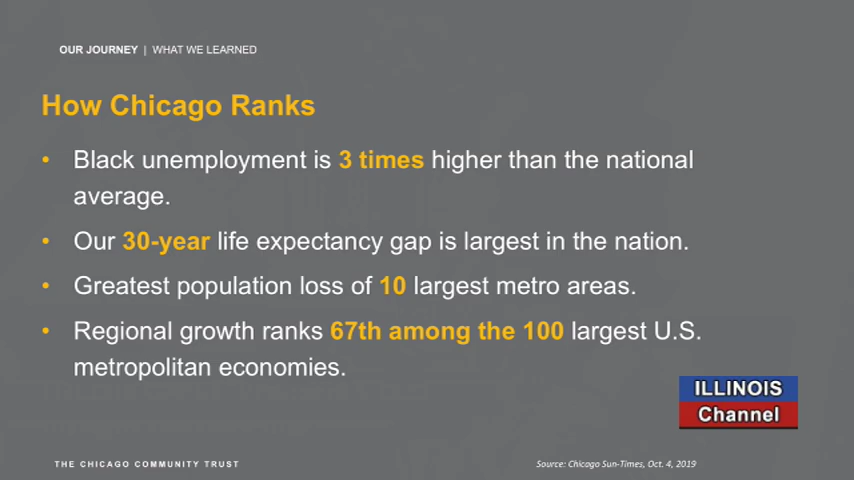 OUR JOURNEY | WHAT WE LEARNED
How Chicago Ranks
• Black unemployment is 3 times higher than the national
average.
• Our 30-year life expectancy gap is largest in the nation.
• Greatest population loss of 10 largest metro areas.
• Regional growth ranks 67th among the 100 largest U.S.
metropolitan economies.
ILLINOIS
Channel
THE CHICAGO COMMUNITY TRUST
Source: Chicago Sun-Times, Oct. 4, 2019